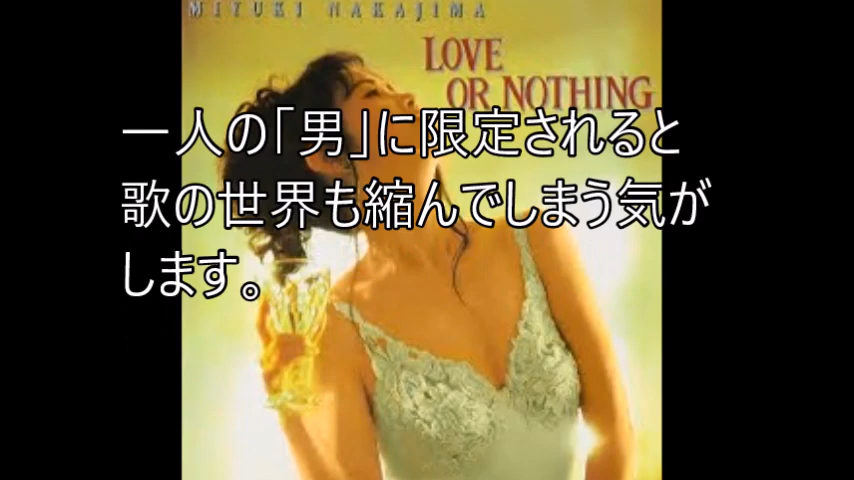 MIYUKI NAKAJIMA
LOVE
OR NOTHING
一人の「男」に限定されると
歌の世界も縮んでしまう気が
します。